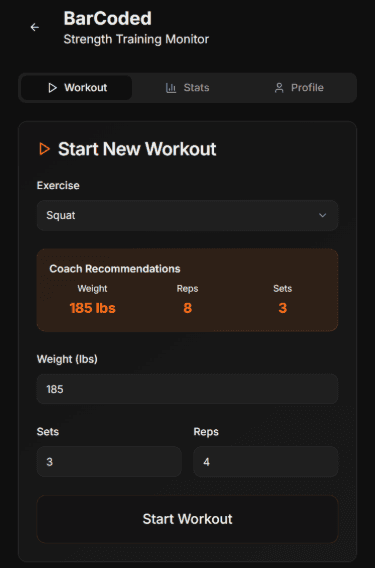 BarCoded
Strength Training Monitor
Workout Stats Profile
Start New Workout
Exercise
Squat
Coach Recommendations
Weight Reps Sets
185 lbs 8 3
Weight (lbs)
185
Sets Reps
3 4
Start Workout